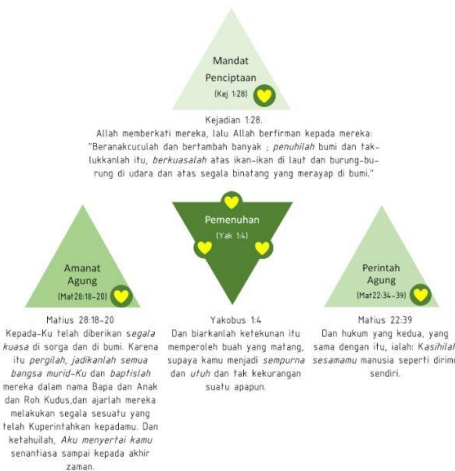 Mandat
Penciptaan
(Kej 1:28)
Kejadian 1:28.
Allah memberkati mereka, lalu Allah berfirman kepada mereka:
"Beranakcuculah dan bertambah banyak ; penuhilah bumi dan tak-
lukkanlah itu, berkuasalah atas ikan-ikan di laut dan burung-bu-
rung di udara dan atas segala binatang yang merayap di bumi."
Amanat
Agung
(Mat28:18-20)
Matius 28:18-20
Kepada-Ku telah diberikan segala
kuasa di sorga dan di bumi. Karena
itu pergilah, jadikanlah semua
bangsa murid-Ku dan baptislah
mereka dalam nama Bapa dan Anak
dan Roh Kudus,dan ajarlah mereka
melakukan segala sesuatu yang
telah Kuperintahkan kepadamu. Dan
ketahuilah, Aku menyertai kamu
senantiasa sampai kepada akhir
zaman.
Pemenuhan
(Yak 1:4)
Yakobus 1:4
Dan biarkanlah ketekunan itu
memperoleh buah yang matang,
supaya kamu menjadi sempurna
dan utuh dan tak kekurangan
suatu apapun.
Perintah
Agung
(Mat22:34-39)
Matius 22:39
Dan hukum yang kedua, yang
sama dengan itu, ialah: Kasihilah
sesamamu manusia seperti dirimu
sendiri.